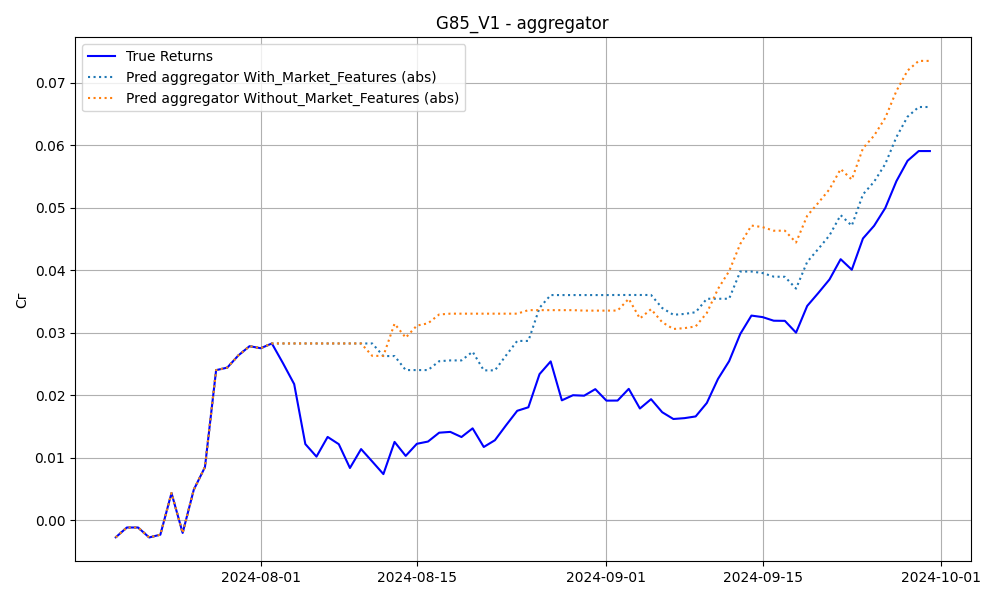 G85_V1 - aggregator
True Returns
Pred aggregator With_Market_Features (abs)
Pred aggregator Without_Market_Features (abs)
Cr
0.07
0.06
0.05
0.04
0.03
0.02
0.01
0.00
2024-08-01
2024-08-15
2024-09-01
2024-09-15
2024-10-01